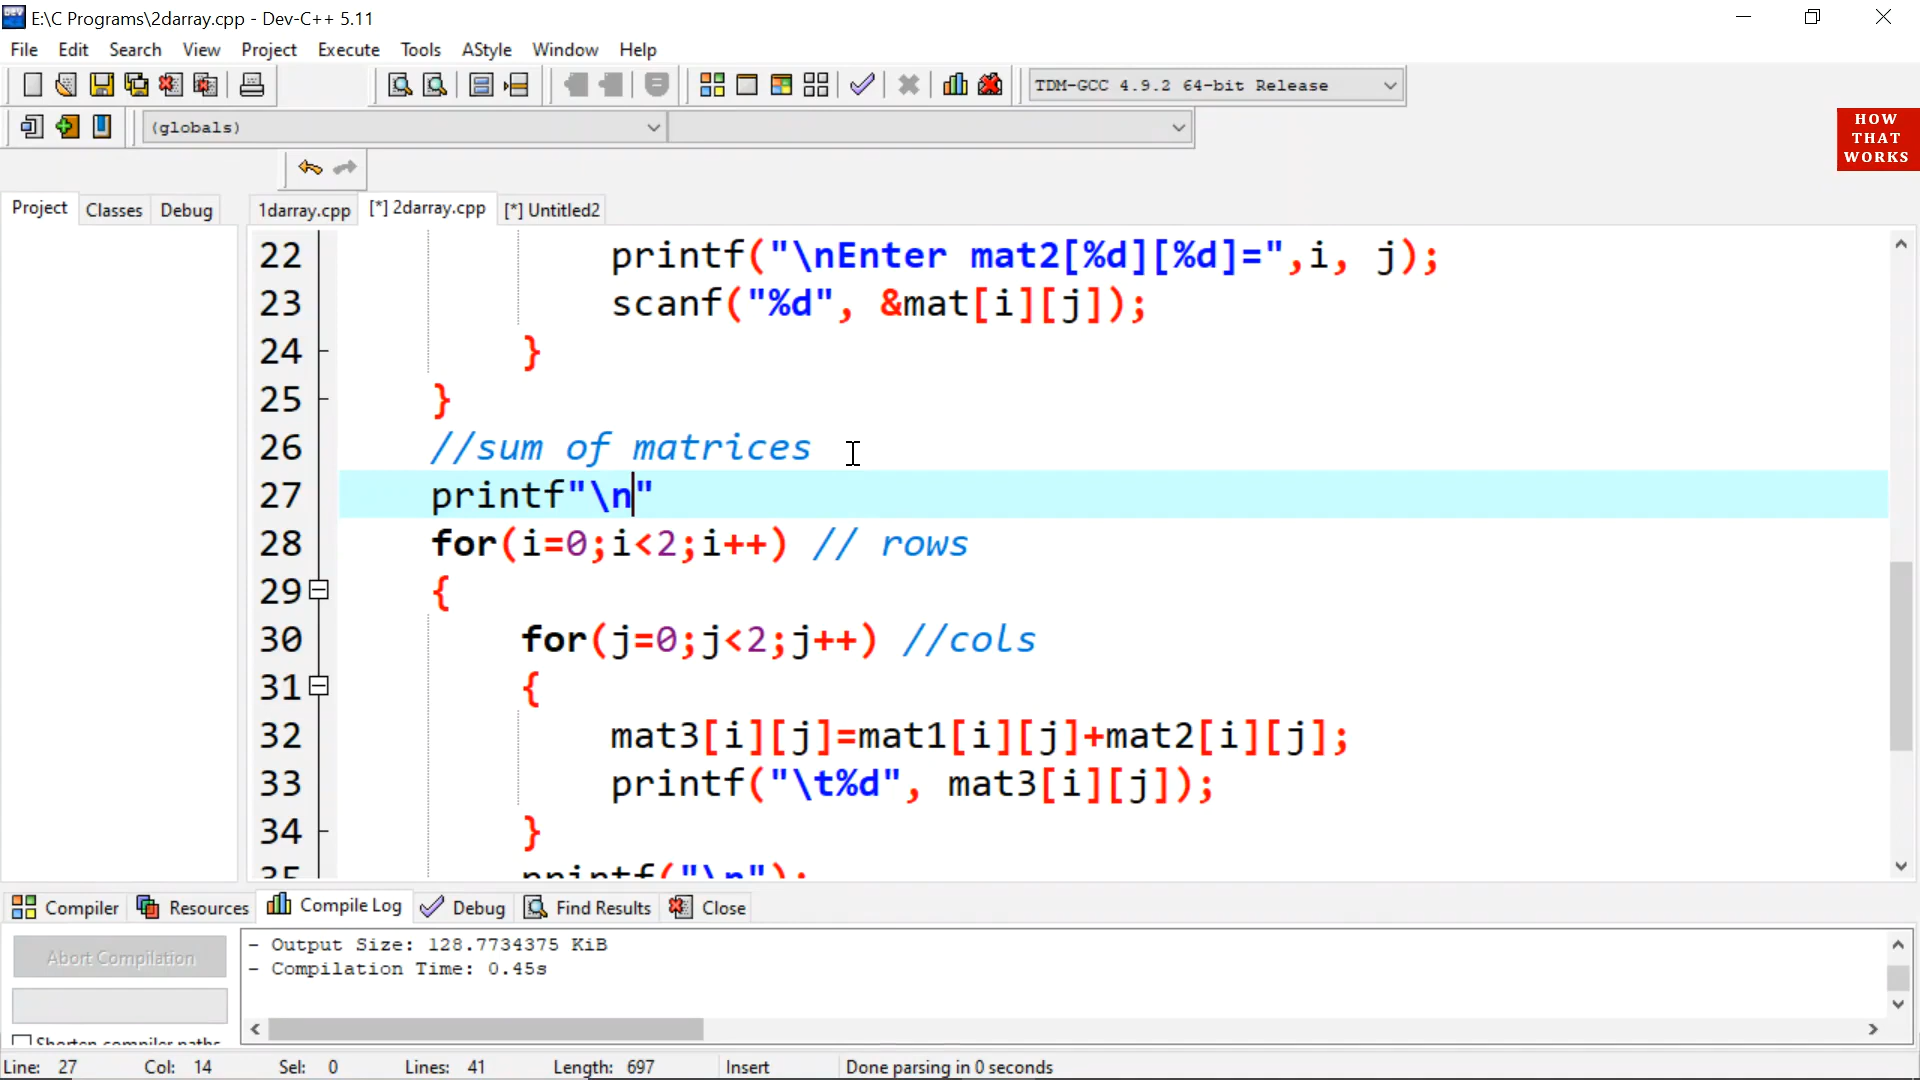 E:\C Programs\2darray.cpp - Dev-C++ 5.11
File Edit Search View Project Execute Tools AStyle Window Help
TDM-GCC 4.9.2 64-bit Release
(globals)
HOW
THAT
WORKS
Project Classes Debug 1darray.cpp [*] 2darray.cpp [*] Untitled2
22 printf("\nEnter mat2[%d][%d]=",i, j);
23 scanf("%d", &mat[i][j]);
24 }
25 }
26 //sum of matrices
27 printf"\n"
28 for(i=0;i<2;i++) // rows
29 {
30 for(j=0;j<2;j++) //cols
31 {
32 mat3[i][j]=mat1[i][j]+mat2[i][j];
33 printf("\t%d", mat3[i][j]);
34 }
35 printf("\n");
Compiler Resources Compile Log Debug Find Results Close
Abort Compilation
- Output Size: 128.7734375 KiB
- Compilation Time: 0.45s
Shorten compiler paths
Line: 27 Col: 14 Sel: 0 Lines: 41 Length: 697 Insert Done parsing in 0 seconds